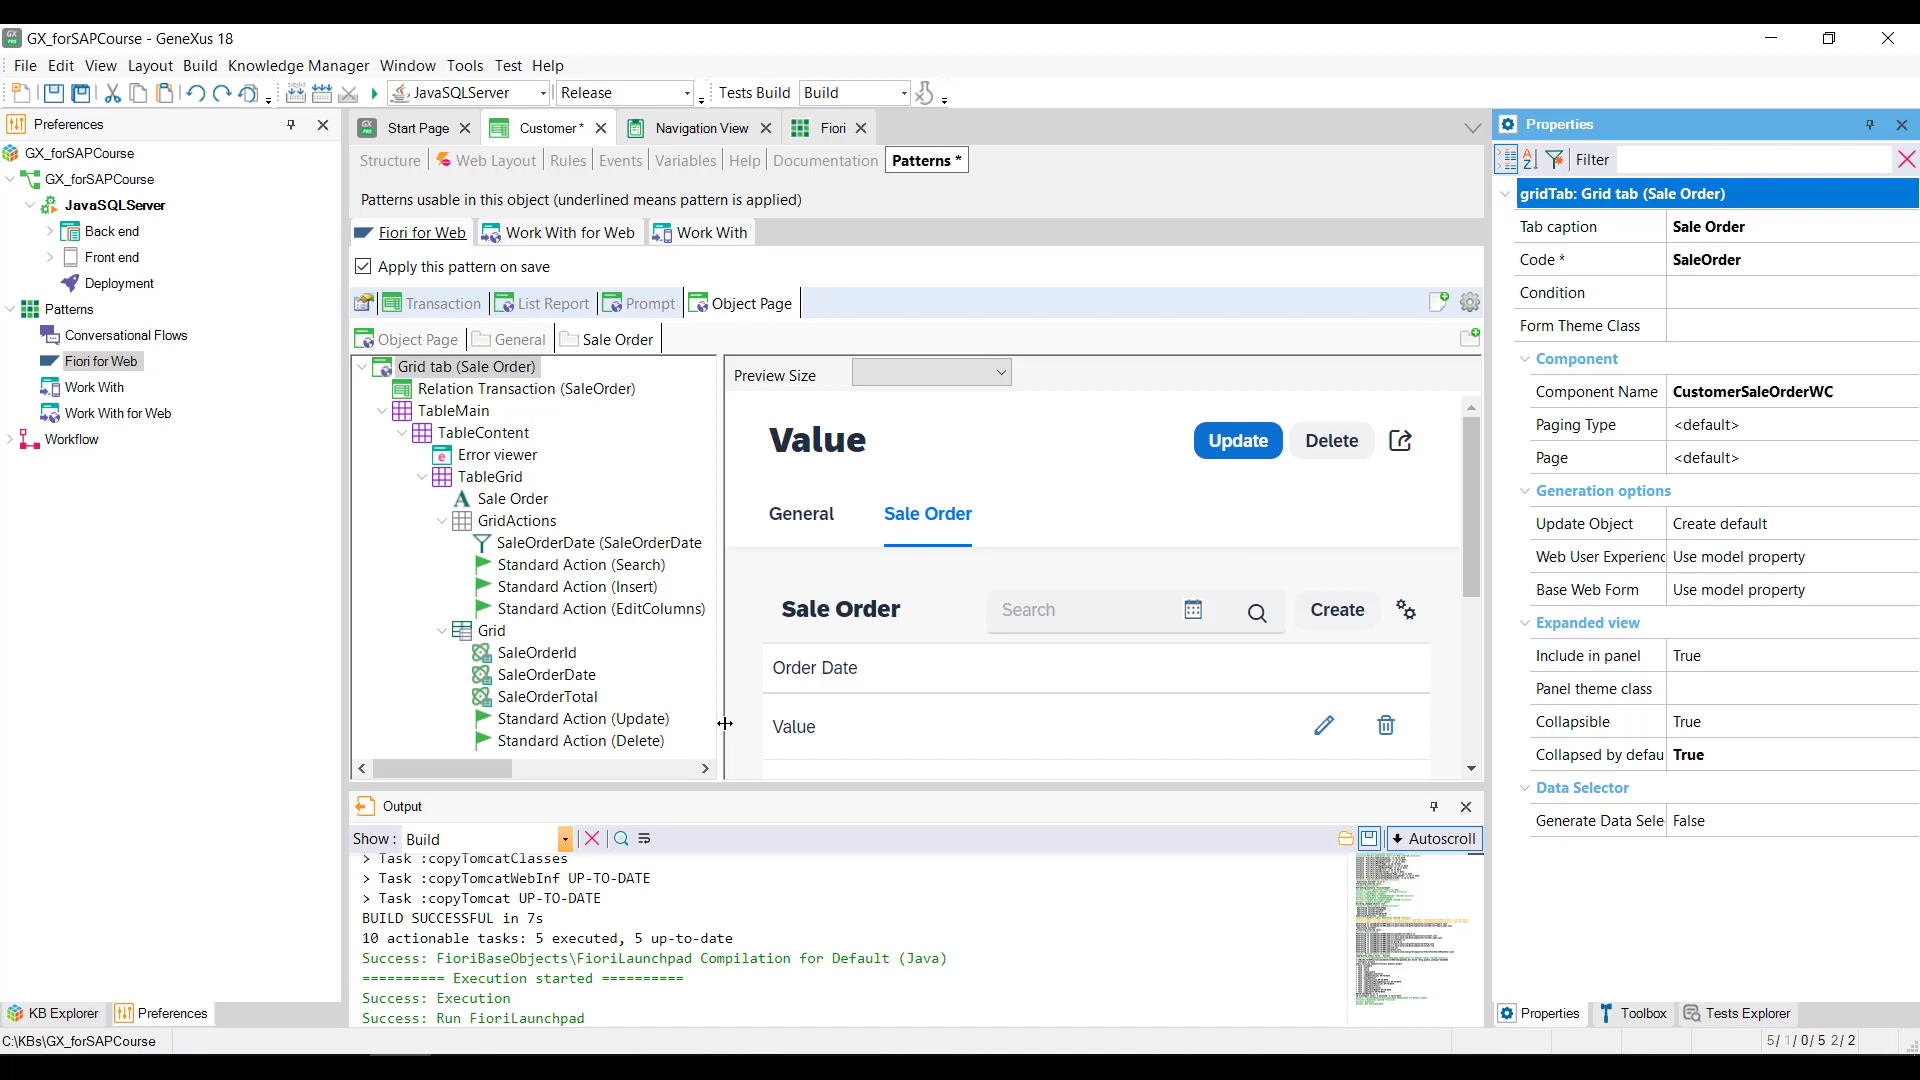 GX_forSAPCourse - GeneXus 18
File Edit View Layout Build Knowledge Manager Window Tools Test Help
JavaSQLServer Release Tests Build Build
Preferences
GX_forSAPCourse
GX_forSAPCourse
JavaSQLServer
Back end
Front end
Deployment
Patterns
Conversational Flows
Fiori for Web
Work With
Work With for Web
Workflow
KB Explorer Preferences
Start Page Customer * Navigation View Fiori
Structure Web Layout Rules Events Variables Help Documentation Patterns *
Patterns usable in this object (underlined means pattern is applied)
Fiori for Web Work With for Web Work With
Apply this pattern on save
Transaction List Report Prompt Object Page
Object Page General Sale Order
Grid tab (Sale Order)
Relation Transaction (SaleOrder)
TableMain
TableContent
Error viewer
TableGrid
Sale Order
GridActions
SaleOrderDate (SaleOrderDate
Standard Action (Search)
Standard Action (Insert)
Standard Action (EditColumns)
Grid
SaleOrderId
SaleOrderDate
SaleOrderTotal
Standard Action (Update)
Standard Action (Delete)
Preview Size
Value Update Delete
General Sale Order
Sale Order Search Create
Order Date
Value
Output
Show : Build Autoscroll
> Task :copyTomcatClasses
> Task :copyTomcatWebInf UP-TO-DATE
> Task :copyTomcat UP-TO-DATE
BUILD SUCCESSFUL in 7s
10 actionable tasks: 5 executed, 5 up-to-date
Success: FioriBaseObjects\FioriLaunchpad Compilation for Default (Java)
========== Execution started ==========
Success: Execution
Success: Run FioriLaunchpad
Properties
Filter
gridTab: Grid tab (Sale Order)
Tab caption Sale Order
Code * SaleOrder
Condition
Form Theme Class
Component
Component Name CustomerSaleOrderWC
Paging Type <default>
Page <default>
Generation options
Update Object Create default
Web User Experienc Use model property
Base Web Form Use model property
Expanded view
Include in panel True
Panel theme class
Collapsible True
Collapsed by defau True
Data Selector
Generate Data Sele False
Properties Toolbox Tests Explorer
C:\KBs\GX_forSAPCourse
5/ 1/ 0/ 5 2/ 2